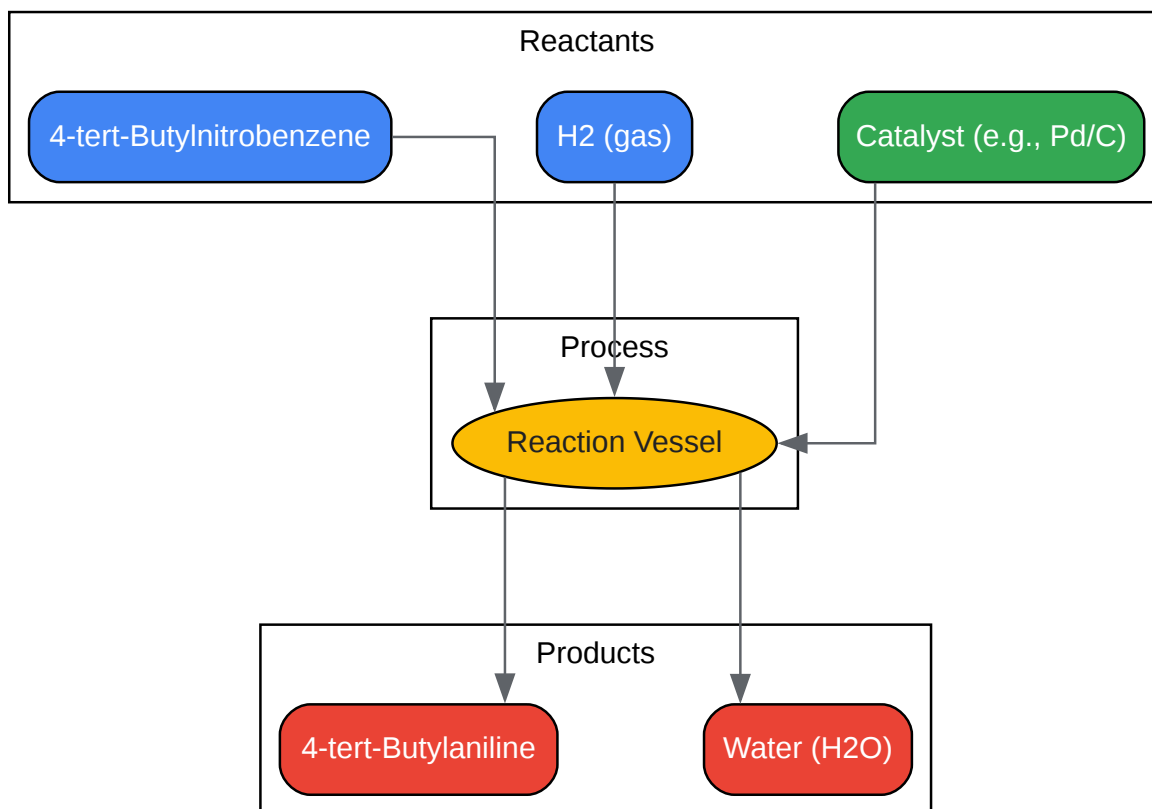 Reactants
4-tert-Butylnitrobenzene
H2 (gas)
Catalyst (e.g., Pd/C)
Process
Reaction Vessel
Products
4-tert-Butylaniline
Water (H2O)